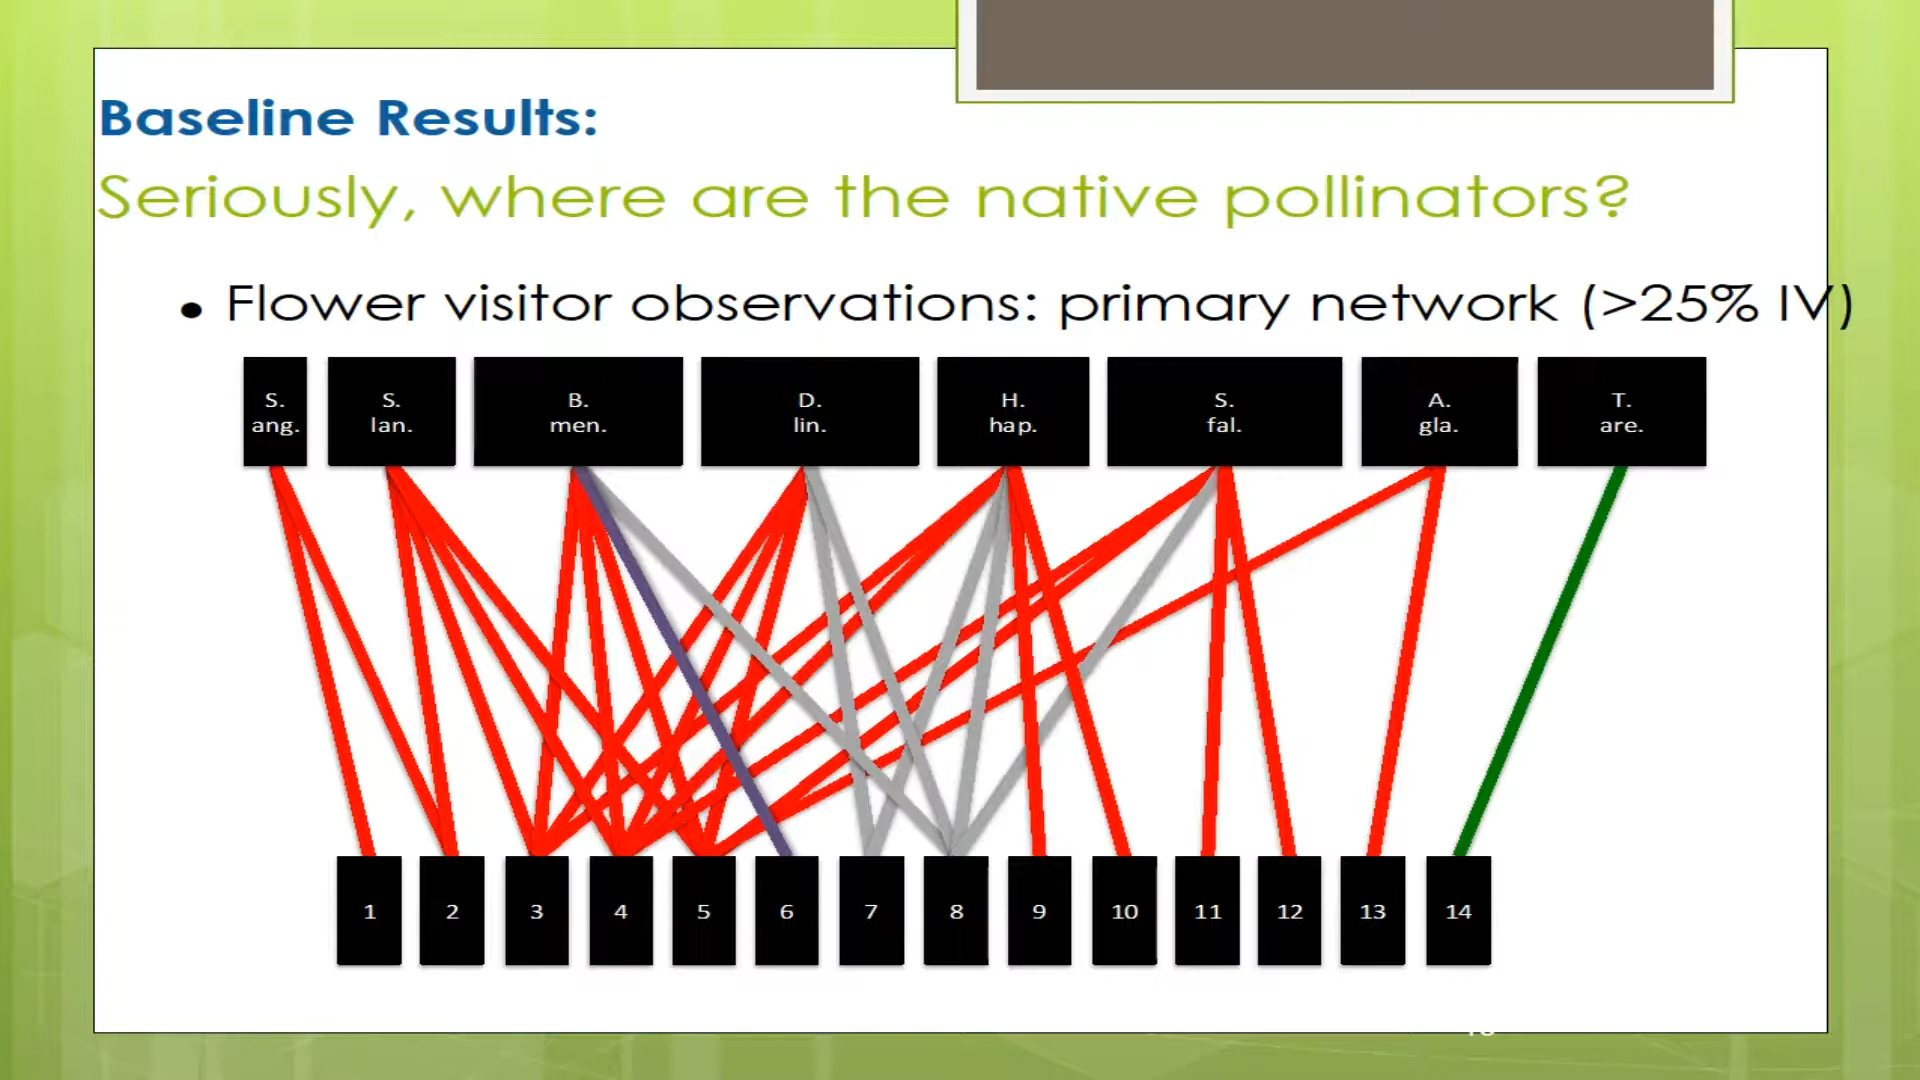 Baseline Results:
Seriously, where are the native pollinators?
• Flower visitor observations: primary network (>25% IV)
S. ang.
S. lan.
B. men.
D. lin.
H. hap.
S. fal.
A. gla.
T. are.
1 2 3 4 5 6 7 8 9 10 11 12 13 14